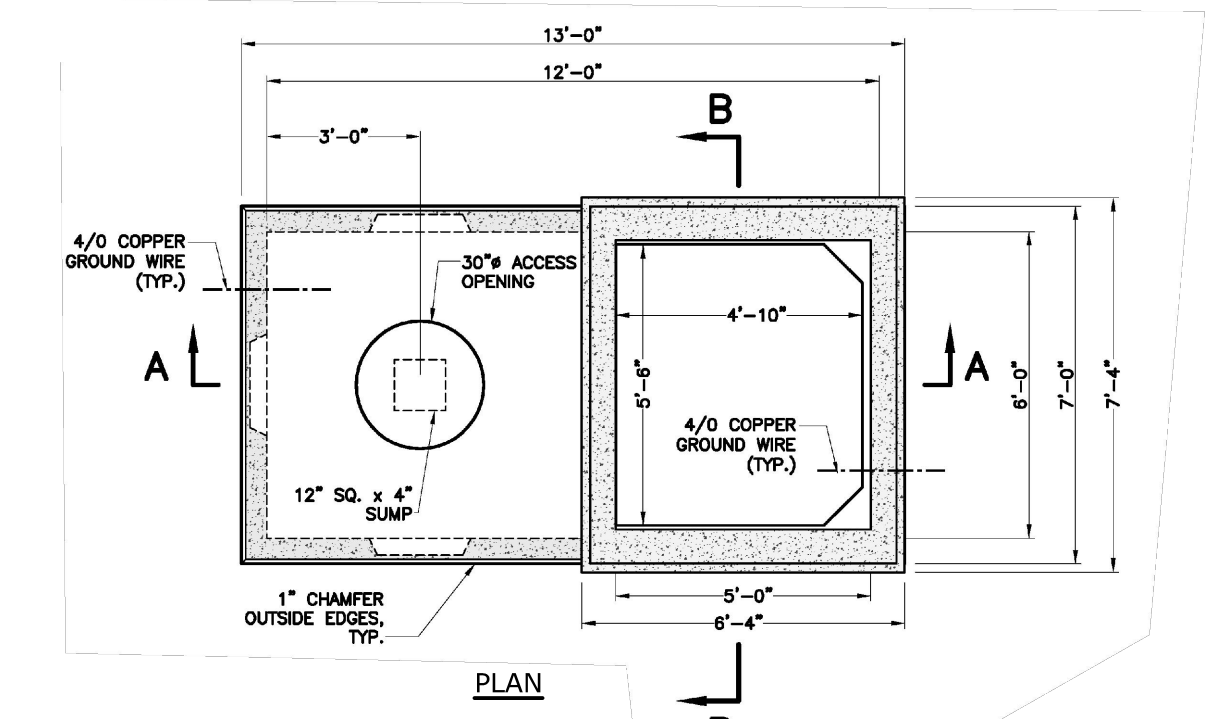 13'-0"
12'-0"
B
3'-0"
4/0 COPPER
GROUND WIRE
(TYP.)
30"ø ACCESS
OPENING
4'-10"
A
A
5'-6"
6'-0"
7'-0"
7'-4"
4/0 COPPER
GROUND WIRE
(TYP.)
12" SQ. x 4"
SUMP
5'-0"
1" CHAMFER
OUTSIDE EDGES,
TYP.
6'-4"
PLAN